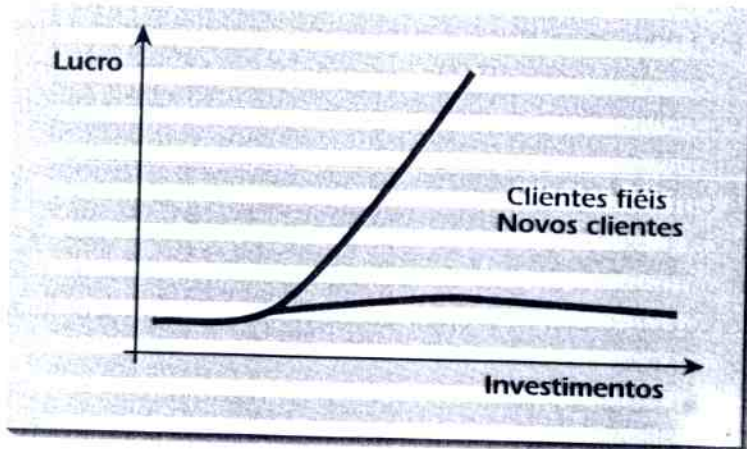 Lucro
Clientes fiéis
Novos clientes
Investimentos